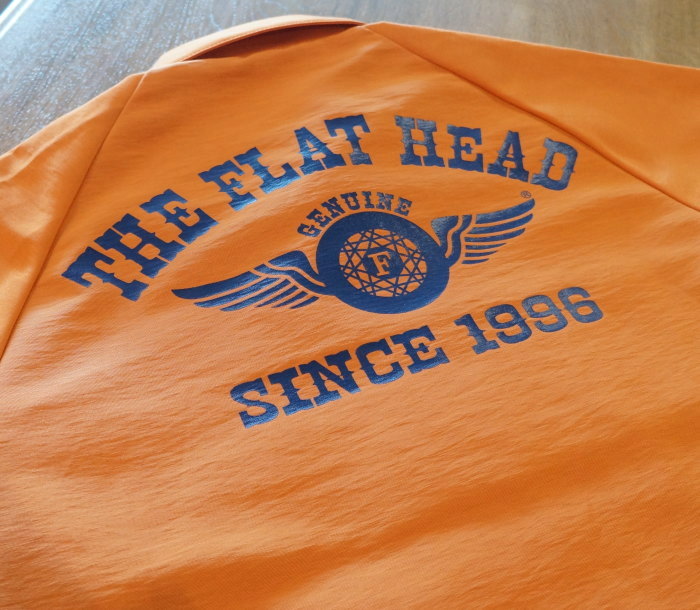 THE FLAT HEAD
GENUINE
F
®
SINCE 1996